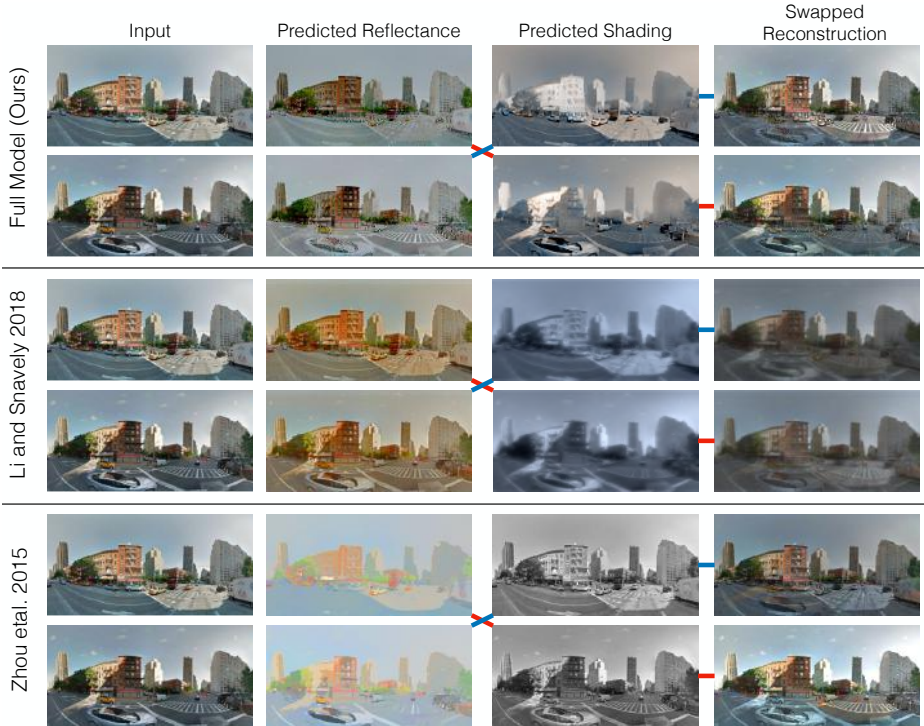 Input
Predicted Reflectance
Predicted Shading
Swapped
Reconstruction
Full Model (Ours)
Li and Snavely 2018
Zhou etal. 2015